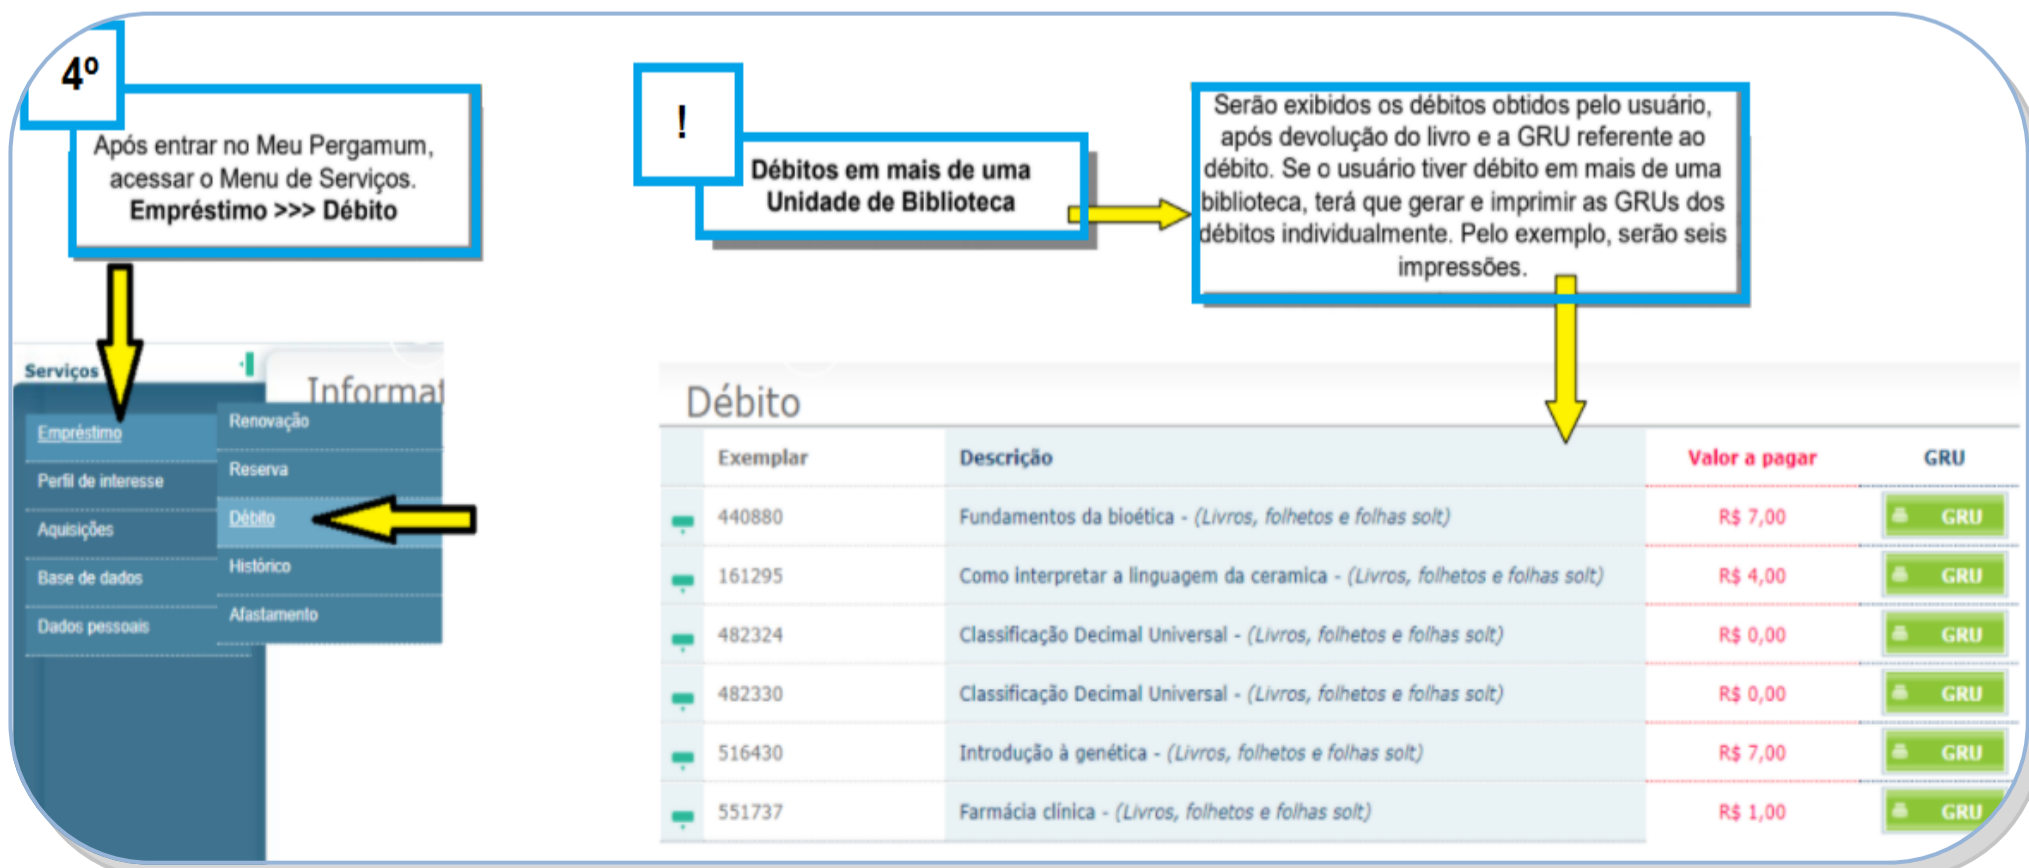 4º
Após entrar no Meu Pergamum,
acessar o Menu de Serviços.
Empréstimo >>> Débito
!
Débitos em mais de uma
Unidade de Biblioteca
Serão exibidos os débitos obtidos pelo usuário,
após devolução do livro e a GRU referente ao
débito. Se o usuário tiver débito em mais de uma
biblioteca, terá que gerar e imprimir as GRUs dos
débitos individualmente. Pelo exemplo, serão seis
impressões.
Serviços
Empréstimo
Perfil de interesse
Aquisições
Base de dados
Dados pessoais
Informat
Renovação
Reserva
Débito
Histórico
Afastamento
Débito
Exemplar Descrição Valor a pagar GRU
440880 Fundamentos da bioética - (Livros, folhetos e folhas solt) R$ 7,00 GRU
161295 Como interpretar a linguagem da ceramica - (Livros, folhetos e folhas solt) R$ 4,00 GRU
482324 Classificação Decimal Universal - (Livros, folhetos e folhas solt) R$ 0,00 GRU
482330 Classificação Decimal Universal - (Livros, folhetos e folhas solt) R$ 0,00 GRU
516430 Introdução à genética - (Livros, folhetos e folhas solt) R$ 7,00 GRU
551737 Farmácia clínica - (Livros, folhetos e folhas solt) R$ 1,00 GRU